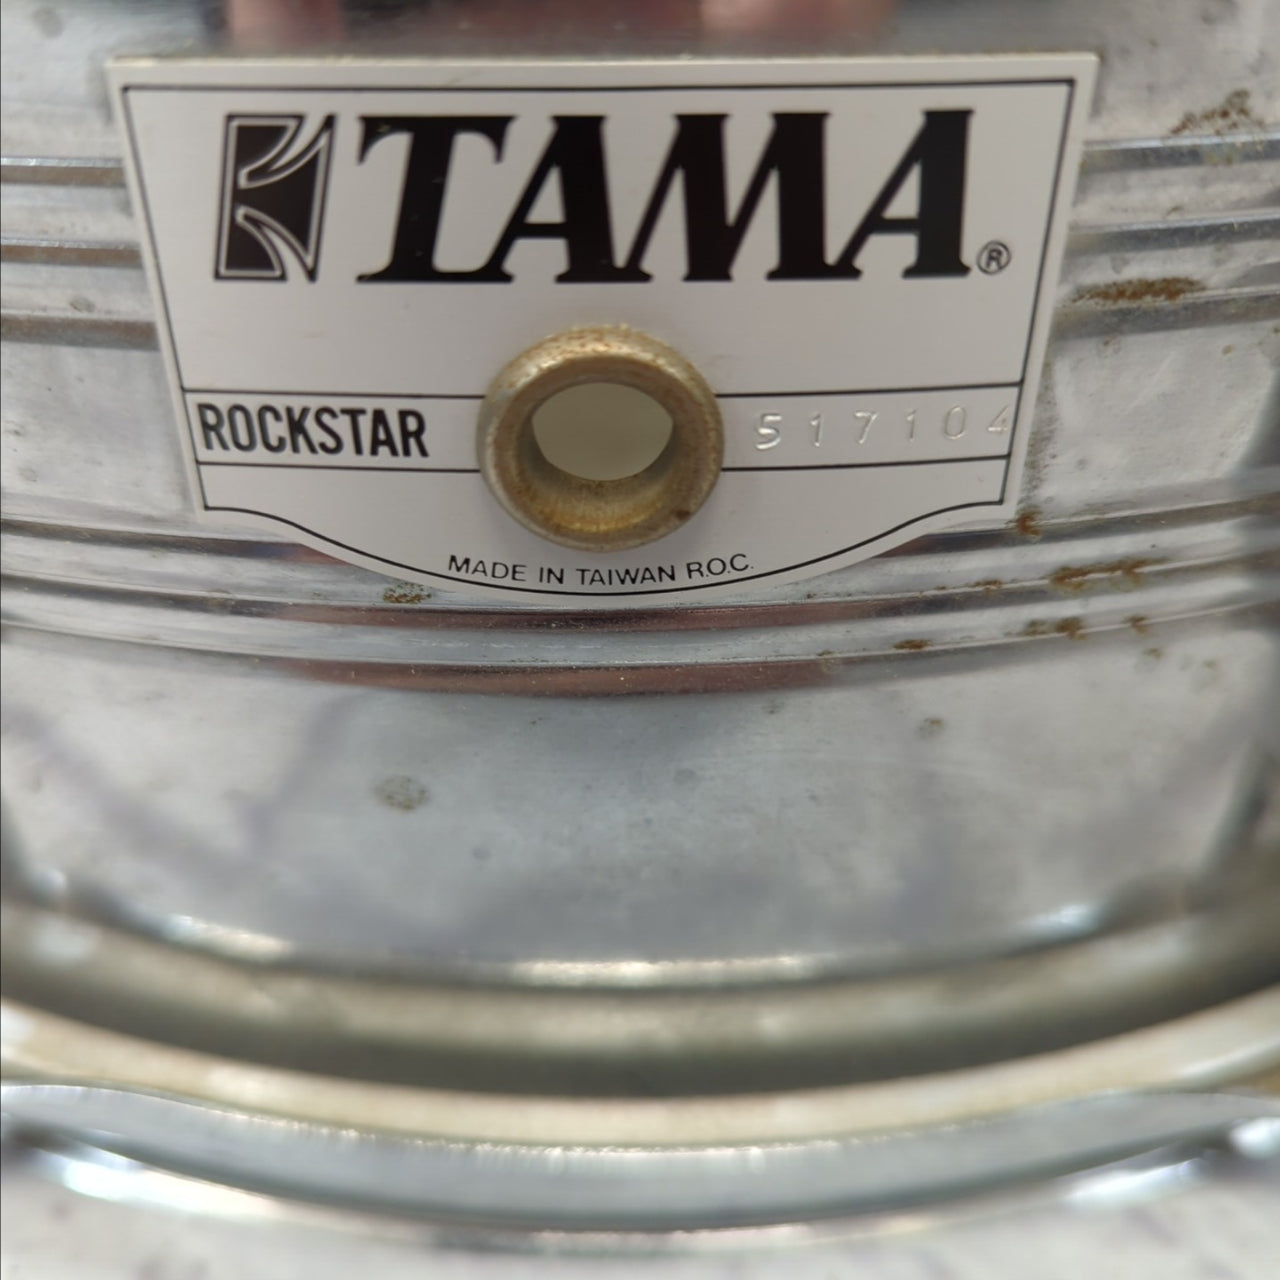 TAMA®
ROCKSTAR 517104
MADE IN TAIWAN R.O.C.